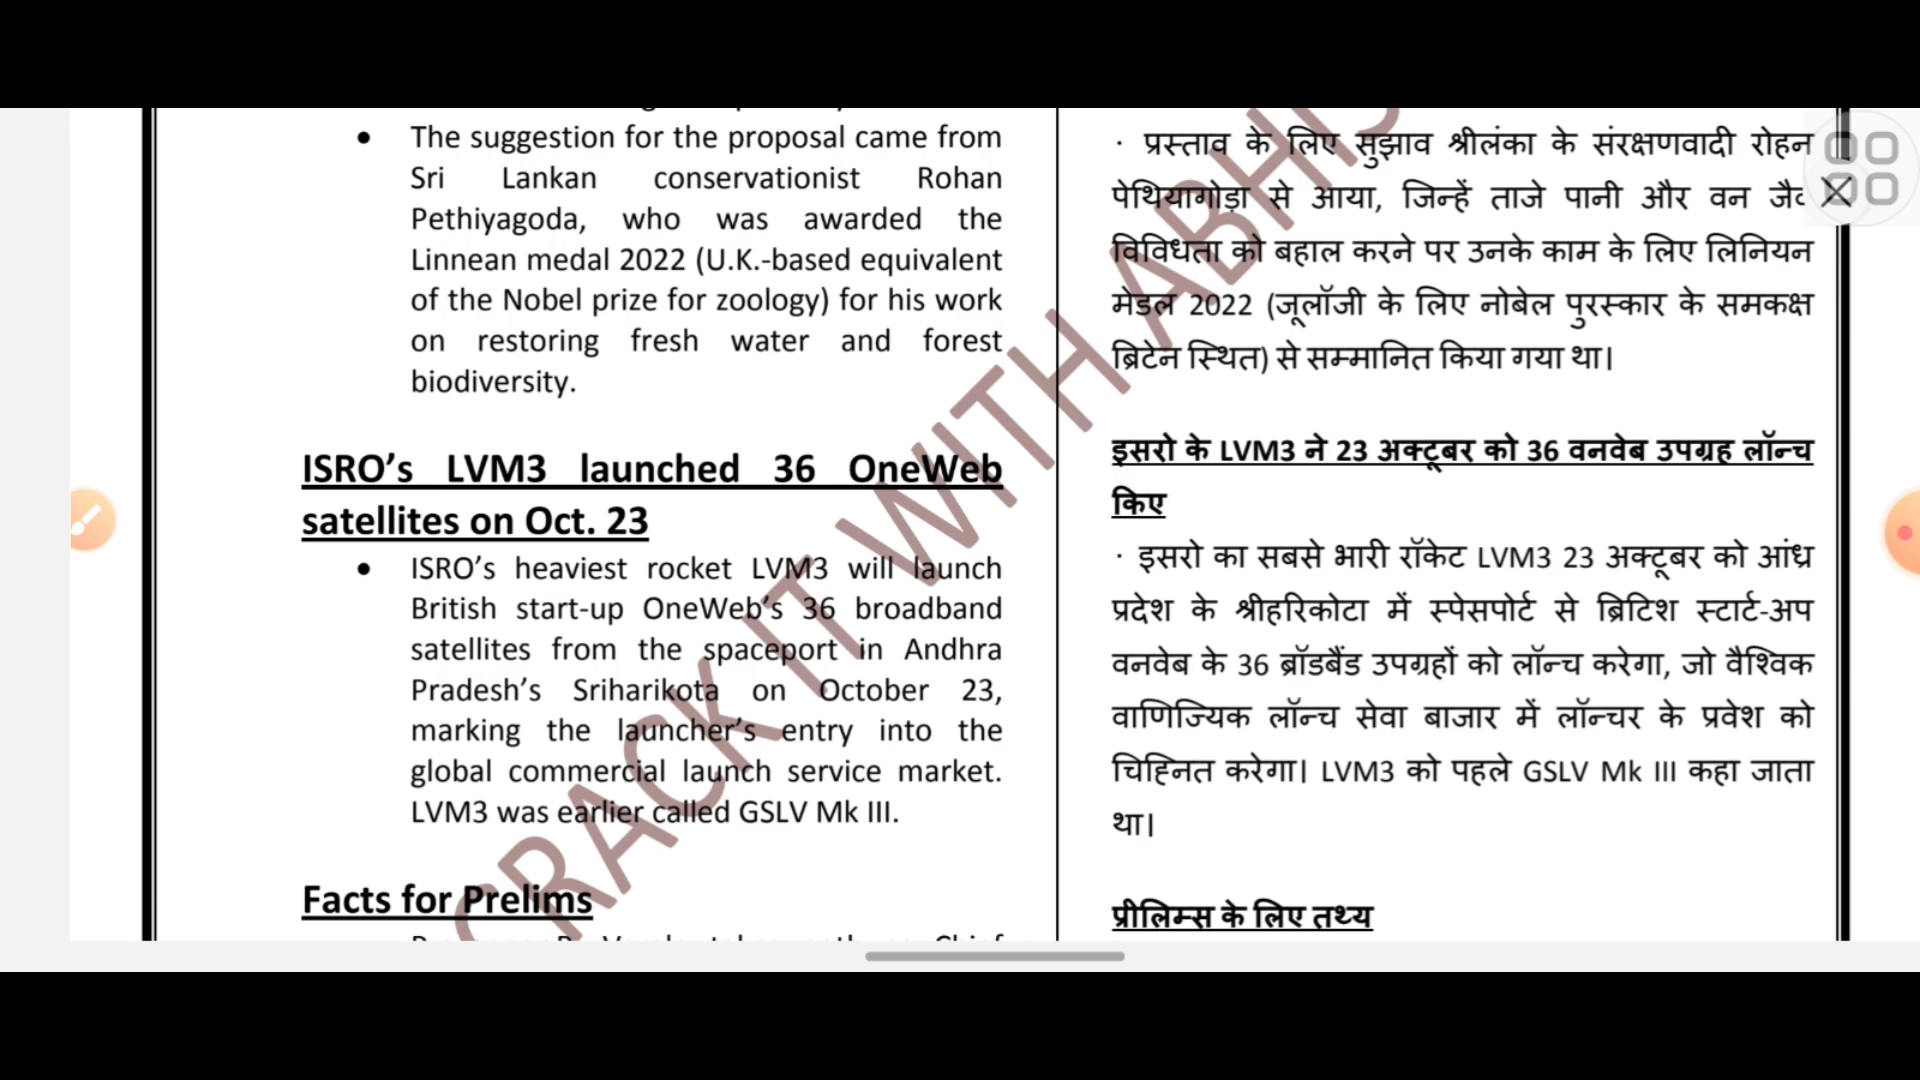 The suggestion for the proposal came from
Sri Lankan conservationist Rohan
Pethiyagoda, who was awarded the
Linnean medal 2022 (U.K.-based equivalent
of the Nobel prize for zoology) for his work
on restoring fresh water and forest
biodiversity.
ISRO’s LVM3 launched 36 OneWeb
satellites on Oct. 23
ISRO’s heaviest rocket LVM3 will launch
British start-up OneWeb’s 36 broadband
satellites from the spaceport in Andhra
Pradesh’s Sriharikota on October 23,
marking the launcher’s entry into the
global commercial launch service market.
LVM3 was earlier called GSLV Mk III.
Facts for Prelims
· प्रस्ताव के लिए सुझाव श्रीलंका के संरक्षणवादी रोहन
पेथियागोड़ा से आया, जिन्हें ताजे पानी और वन
विविधता को बहाल करने पर उनके काम के लिए लिनियन
मेडल 2022 (जूलॉजी के लिए नोबेल पुरस्कार के समकक्ष
ब्रिटेन स्थित) से सम्मानित किया गया था।
इसरो के LVM3 ने 23 अक्टूबर को 36 वनवेब उपग्रह लॉन्च
किए
· इसरो का सबसे भारी रॉकेट LVM3 23 अक्टूबर को आंध्र
प्रदेश के श्रीहरिकोटा में स्पेसपोर्ट से ब्रिटिश स्टार्ट-अप
वनवेब के 36 ब्रॉडबैंड उपग्रहों को लॉन्च करेगा, जो वैश्विक
वाणिज्यिक लॉन्च सेवा बाजार में लॉन्चर के प्रवेश को
चिह्नित करेगा। LVM3 को पहले GSLV Mk III कहा जाता
था।
प्रीलिम्स के लिए तथ्य
CRACK IT WITH ABHIS